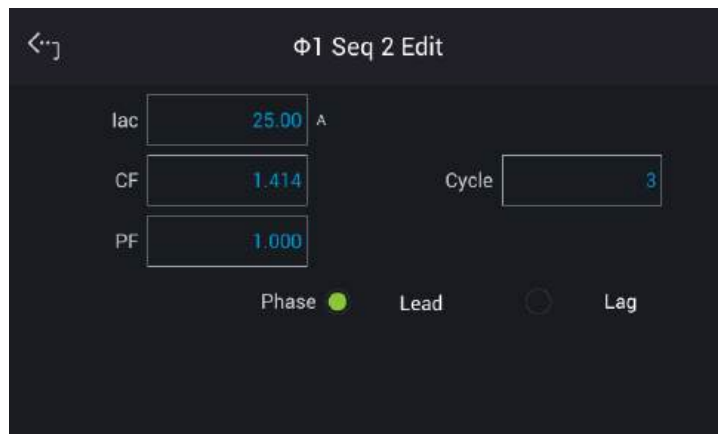 Φ1 Seq 2 Edit
Iac 25.00 A
CF 1.414 Cycle 3
PF 1.000
Phase Lead Lag